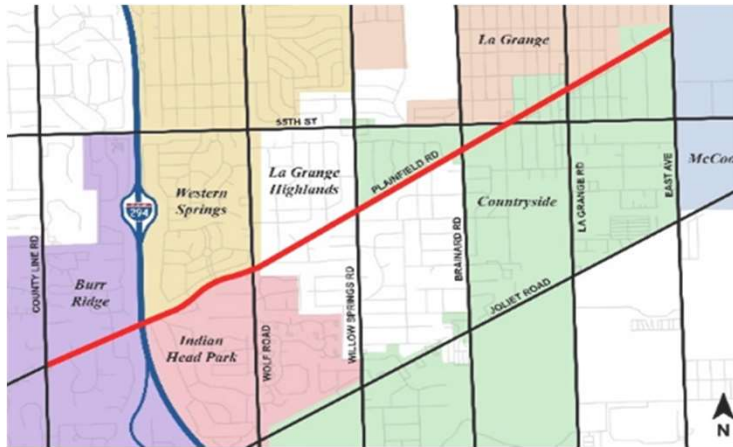 La Grange
55TH ST
La Grange
Highlands
PLAINFIELD RD
McCoo
Western
Springs
294
Countryside
COUNTY LINE RD
Burr
Ridge
WILLOW SPRINGS RD
BRAINARD RD
LA GRANGE RD
EAST AVE
JOLIET ROAD
Indian
Head Park
WOLF ROAD
N